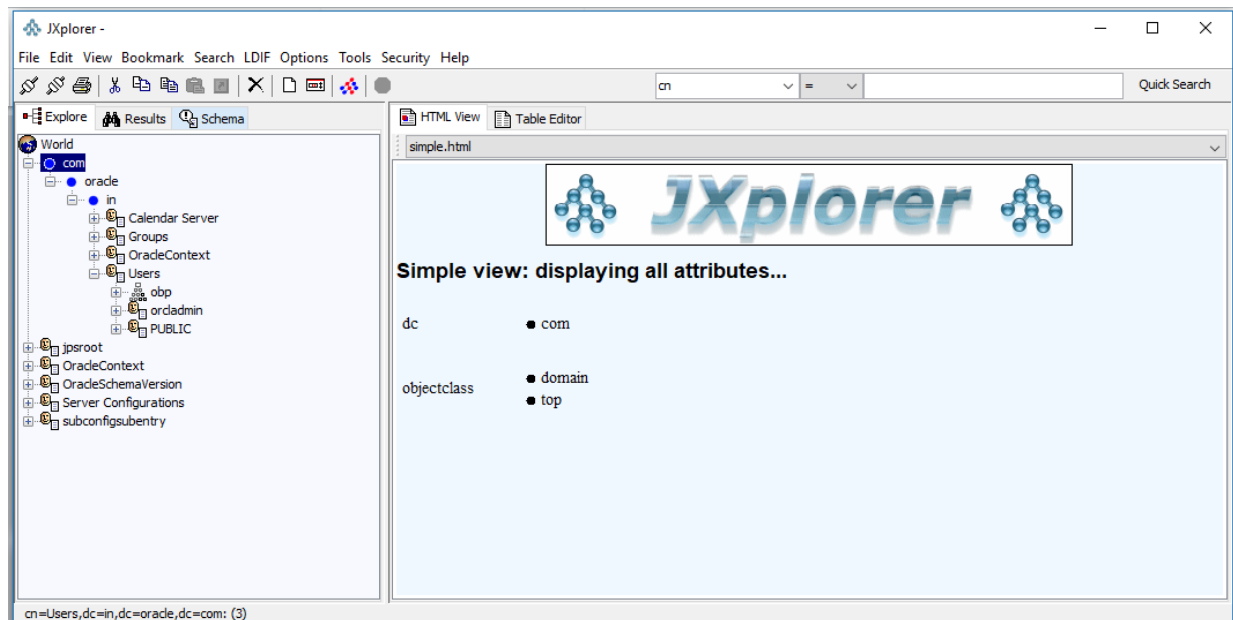 JXplorer -
File Edit View Bookmark Search LDIF Options Tools Security Help
cn = Quick Search
Explore Results Schema
HTML View Table Editor
World
com
oracle
in
Calendar Server
Groups
OracleContext
Users
obp
orcladmin
PUBLIC
jpsroot
OracleContext
OracleSchemaVersion
Server Configurations
subconfigsubentry
simple.html
JXplorer
Simple view: displaying all attributes...
dc com
objectclass domain
top
cn=Users,dc=in,dc=oracle,dc=com: (3)